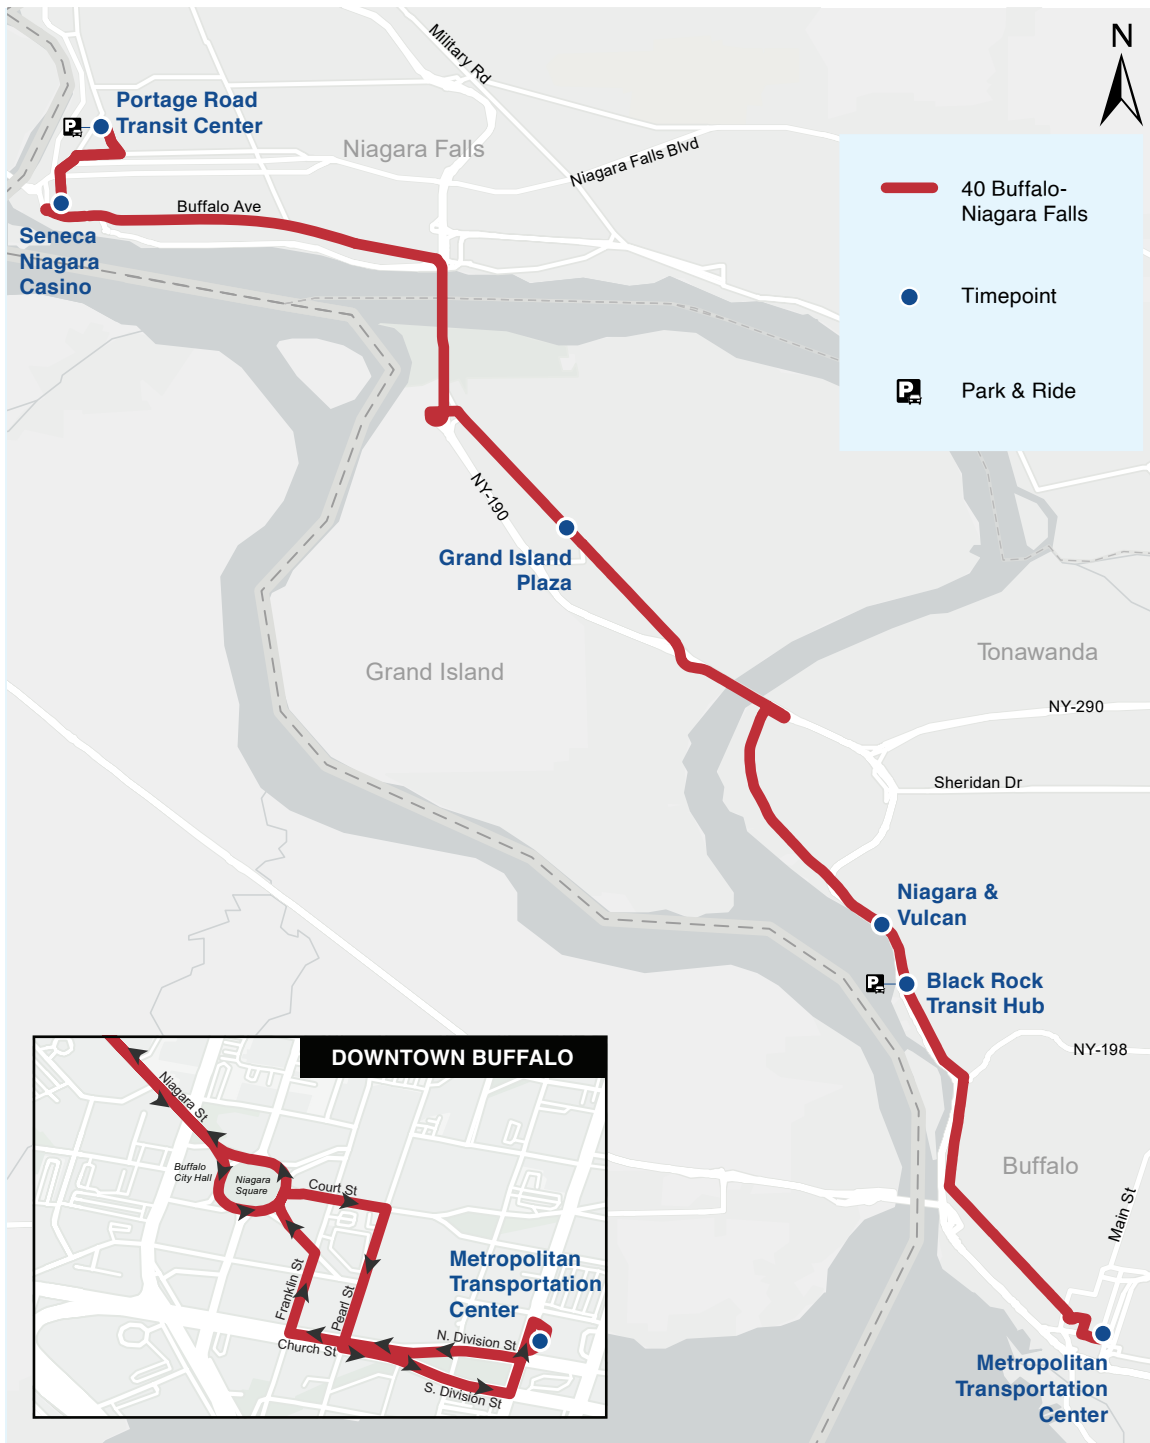 N
Military Rd
Portage Road
Transit Center
P
Niagara Falls
Niagara Falls Blvd
40 Buffalo-
Niagara Falls
Buffalo Ave
Seneca
Niagara
Casino
Timepoint
P
Park & Ride
NY-190
Grand Island
Plaza
Grand Island
Tonawanda
NY-290
Sheridan Dr
Niagara &
Vulcan
P
Black Rock
Transit Hub
NY-198
Buffalo
Main St
Metropolitan
Transportation
Center
DOWNTOWN BUFFALO
Niagara St
Buffalo
City Hall
Niagara
Square
Court St
Franklin St
Pearl St
Church St
N. Division St
S. Division St
Metropolitan
Transportation
Center